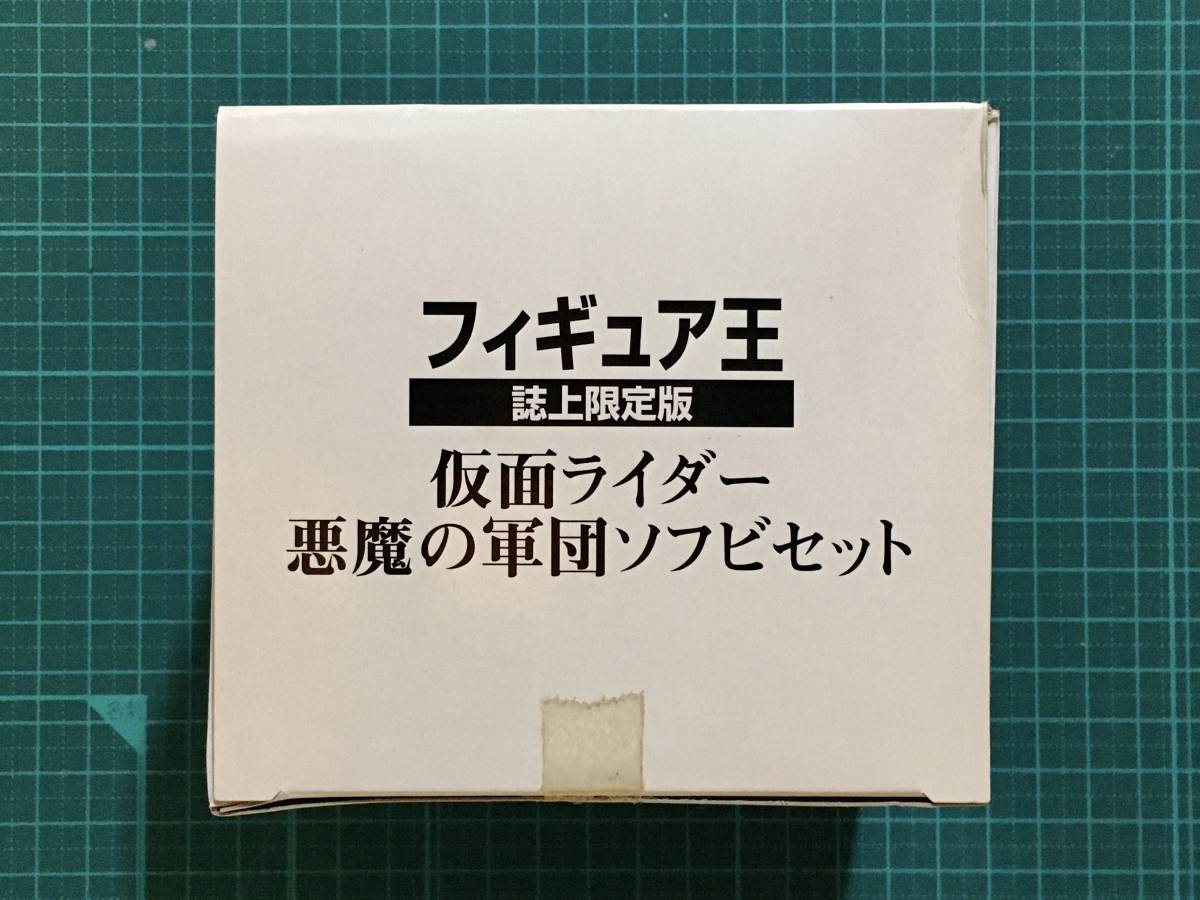 フィギュア王
誌上限定版
仮面ライダー
悪魔の軍団ソフビセット